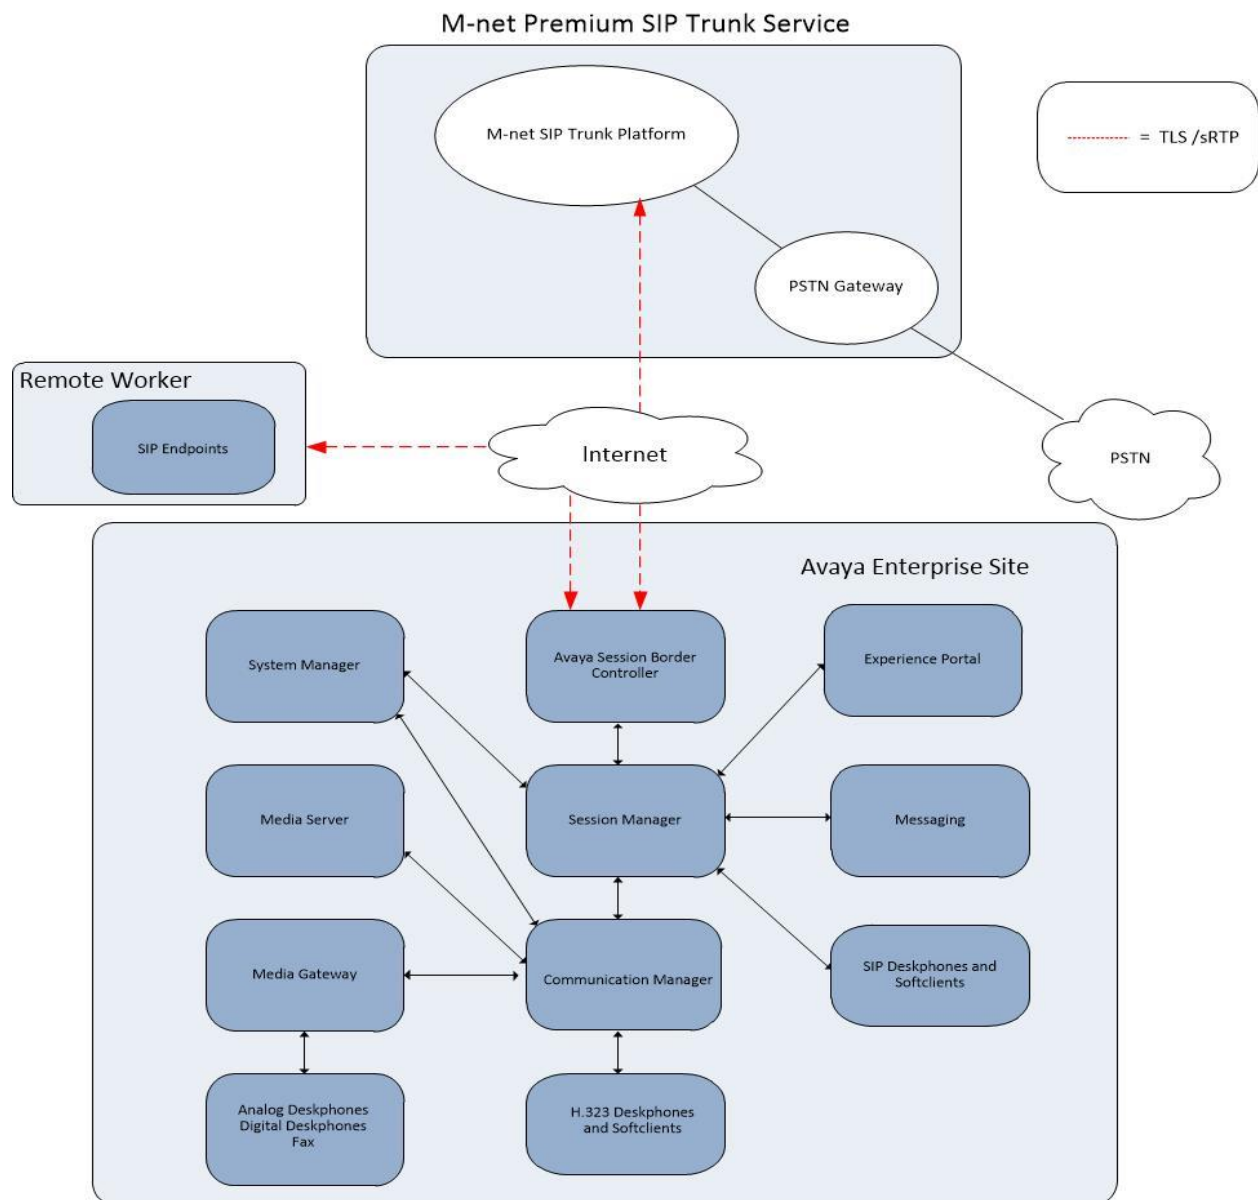 M-net Premium SIP Trunk Service
M-net SIP Trunk Platform
= TLS /sRTP
PSTN Gateway
Remote Worker
SIP Endpoints
Internet
PSTN
Avaya Enterprise Site
System Manager
Avaya Session Border
Controller
Experience Portal
Media Server
Session Manager
Messaging
Media Gateway
Communication Manager
SIP Deskphones and
Softclients
Analog Deskphones
Digital Deskphones
Fax
H.323 Deskphones
and Softclients